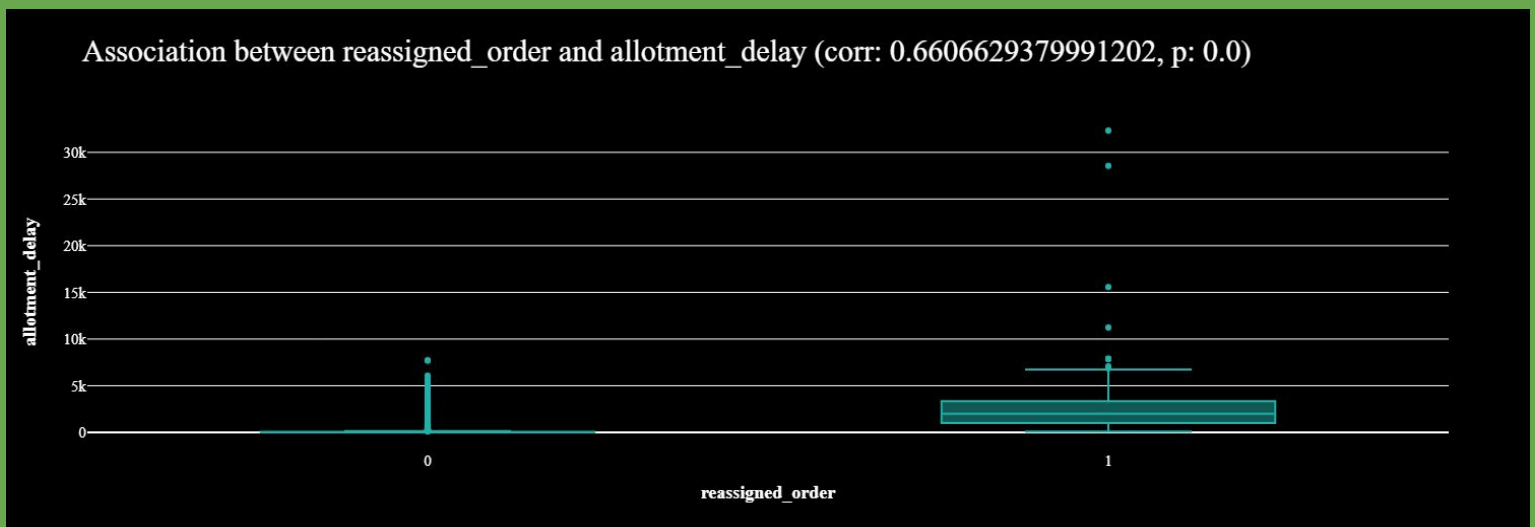 Association between reassigned_order and allotment_delay (corr: 0.6606629379991202, p: 0.0)
30k
25k
20k
15k
10k
5k
0
allotment_delay
0
1
reassigned_order